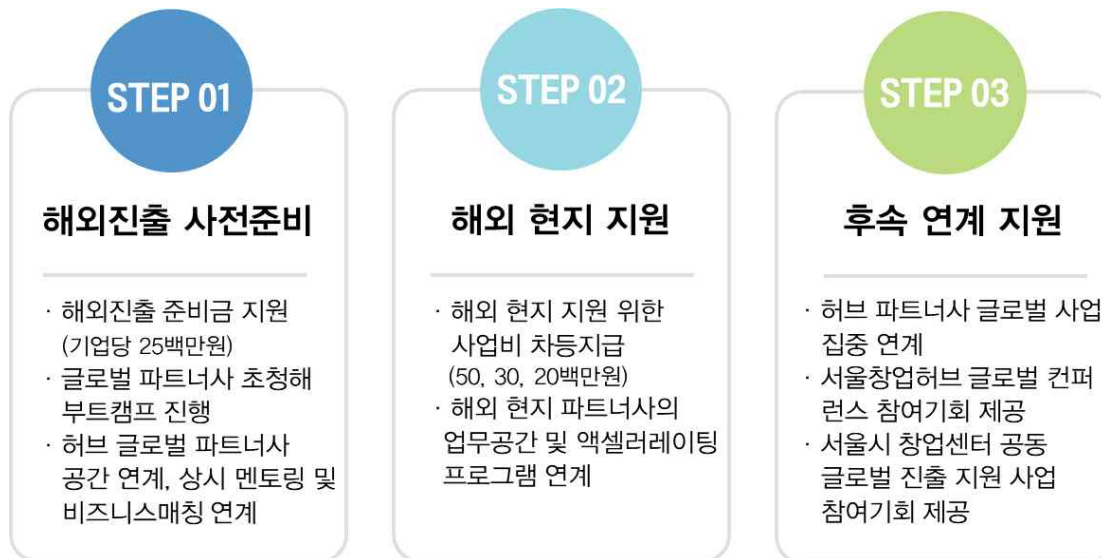 STEP 01
해외진출 사전준비
· 해외진출 준비금 지원
(기업당 25백만원)
· 글로벌 파트너사 초청해
부트캠프 진행
· 허브 글로벌 파트너사
공간 연계, 상시 멘토링 및
비즈니스매칭 연계
STEP 02
해외 현지 지원
· 해외 현지 지원 위한
사업비 차등지급
(50, 30, 20백만원)
· 해외 현지 파트너사의
업무공간 및 액셀러레이팅
프로그램 연계
STEP 03
후속 연계 지원
· 허브 파트너사 글로벌 사업
집중 연계
· 서울창업허브 글로벌 컨퍼
런스 참여기회 제공
· 서울시 창업센터 공동
글로벌 진출 지원 사업
참여기회 제공